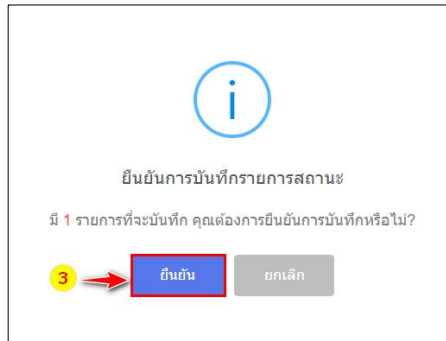 ยืนยันการบันทึกรายการสถานะ
มี 1 รายการที่จะบันทึก คุณต้องการยืนยันการบันทึกหรือไม่?
3 ยืนยัน ยกเลิก